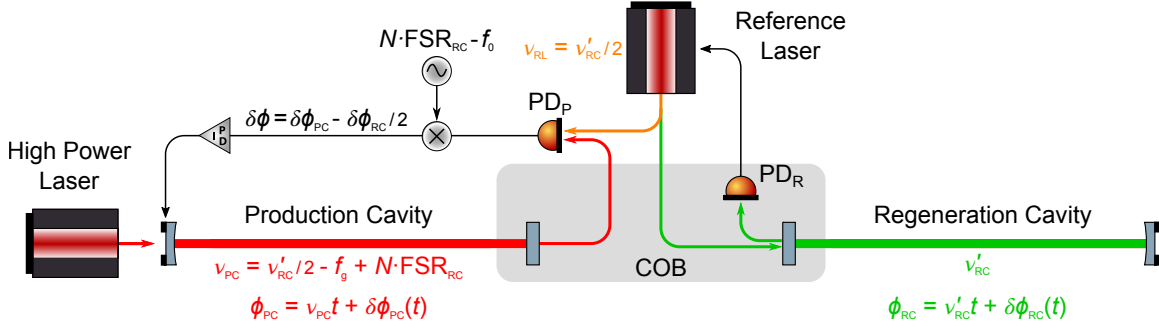 N·FSR_RC - f_0
ν_RL = ν′_RC/2
Reference
Laser
PD_P
δϕ = δϕ_PC - δϕ_RC/2
P
I
D
High Power
Laser
PD_R
Production Cavity
Regeneration Cavity
COB
ν_PC = ν′_RC/2 - f_g + N·FSR_RC
ν′_RC
ϕ_PC = ν_PC t + δϕ_PC(t)
ϕ_RC = ν′_RC t + δϕ_RC(t)